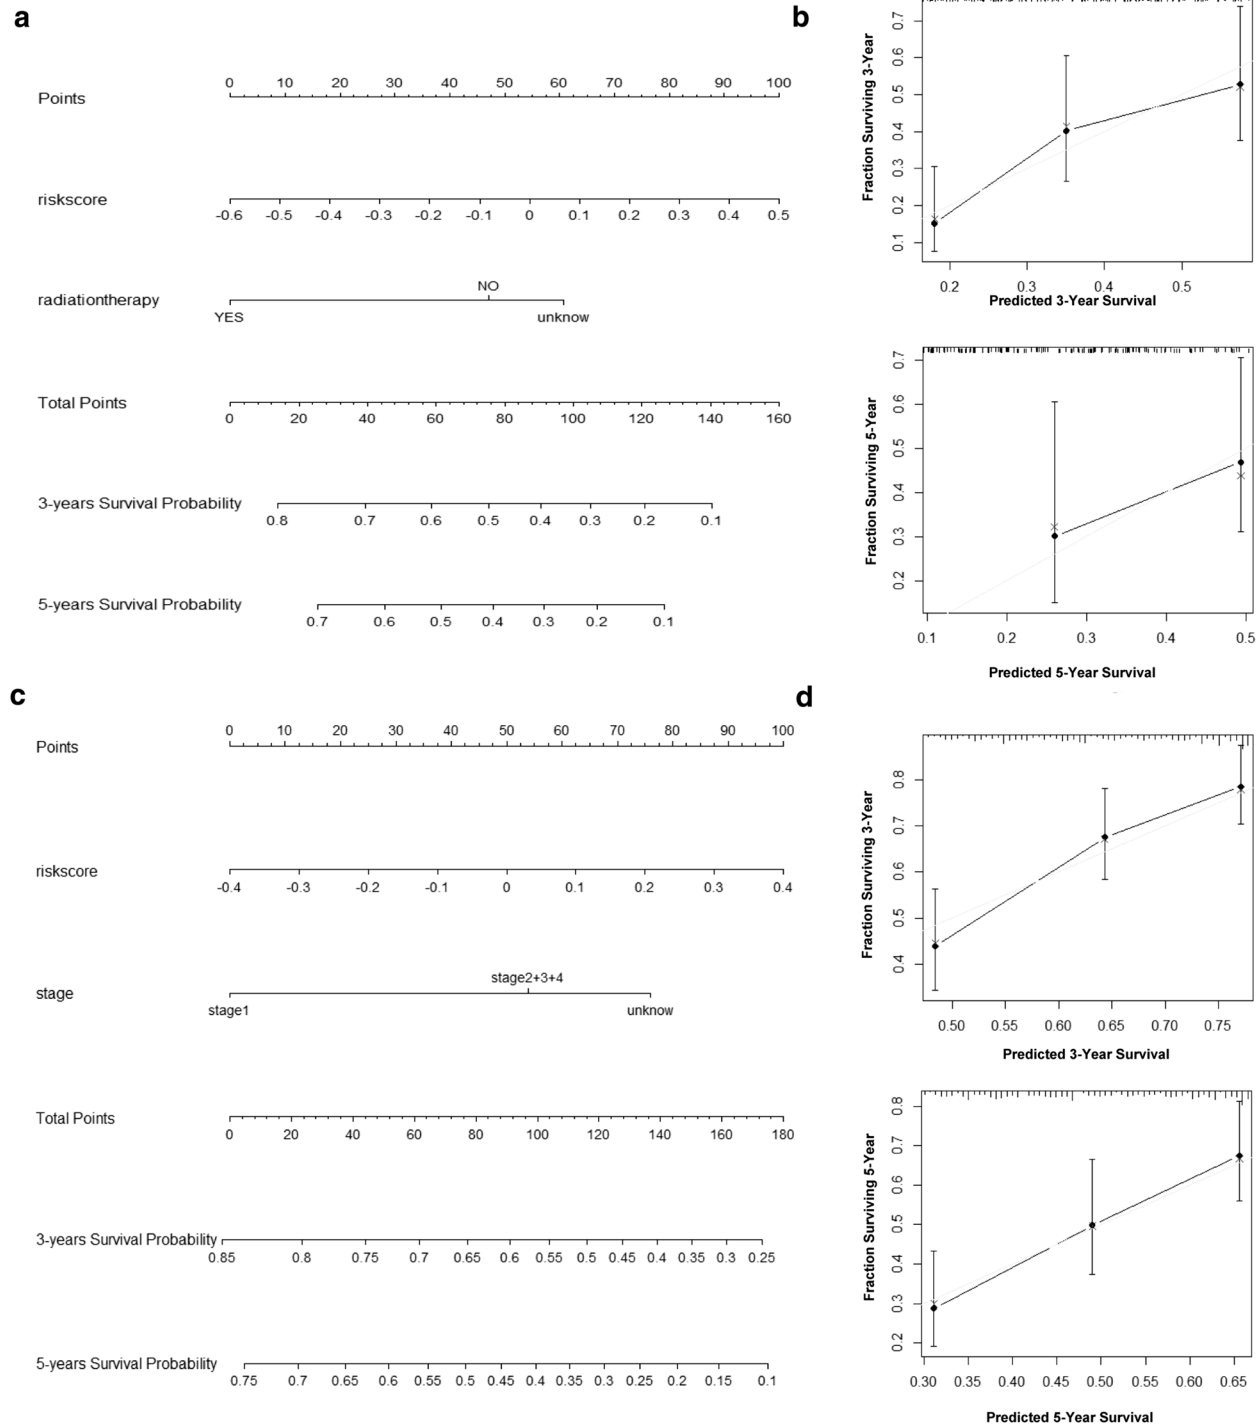 a
0 10 20 30 40 50 60 70 80 90 100
Points
riskscore
-0.6 -0.5 -0.4 -0.3 -0.2 -0.1 0 0.1 0.2 0.3 0.4 0.5
NO
radiationtherapy
YES unknow
Total Points
0 20 40 60 80 100 120 140 160
3-years Survival Probability
0.8 0.7 0.6 0.5 0.4 0.3 0.2 0.1
5-years Survival Probability
0.7 0.6 0.5 0.4 0.3 0.2 0.1
b
Fraction Surviving 3-Year
0.7
0.6
0.5
0.4
0.3
0.2
0.1
0.2 0.3 0.4 0.5
Predicted 3-Year Survival
Fraction Surviving 5-Year
0.7
0.6
0.5
0.4
0.3
0.2
0.1 0.2 0.3 0.4 0.5
Predicted 5-Year Survival
c
0 10 20 30 40 50 60 70 80 90 100
Points
riskscore
-0.4 -0.3 -0.2 -0.1 0 0.1 0.2 0.3 0.4
stage2+3+4
stage
stage1 unknow
Total Points
0 20 40 60 80 100 120 140 160 180
3-years Survival Probability
0.85 0.8 0.75 0.7 0.65 0.6 0.55 0.5 0.45 0.4 0.35 0.3 0.25
5-years Survival Probability
0.75 0.7 0.65 0.6 0.55 0.5 0.45 0.4 0.35 0.3 0.25 0.2 0.15 0.1
d
Fraction Surviving 3-Year
0.8
0.7
0.6
0.5
0.4
0.50 0.55 0.60 0.65 0.70 0.75
Predicted 3-Year Survival
Fraction Surviving 5-Year
0.8
0.7
0.6
0.5
0.4
0.3
0.2
0.30 0.35 0.40 0.45 0.50 0.55 0.60 0.65
Predicted 5-Year Survival